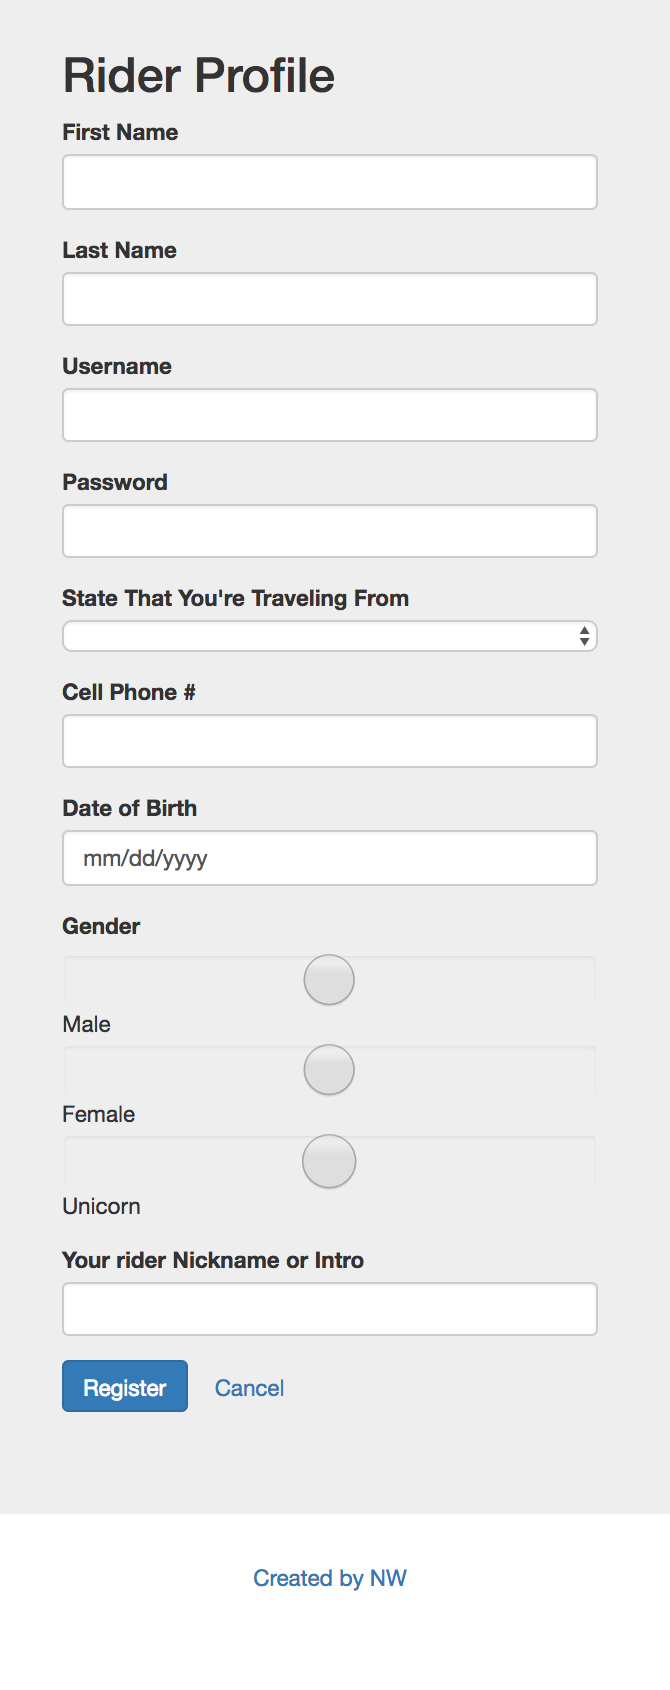 Rider Profile
First Name
Last Name
Username
Password
State That You're Traveling From
Cell Phone #
Date of Birth
mm/dd/yyyy
Gender
Male
Female
Unicorn
Your rider Nickname or Intro
Register Cancel
Created by NW